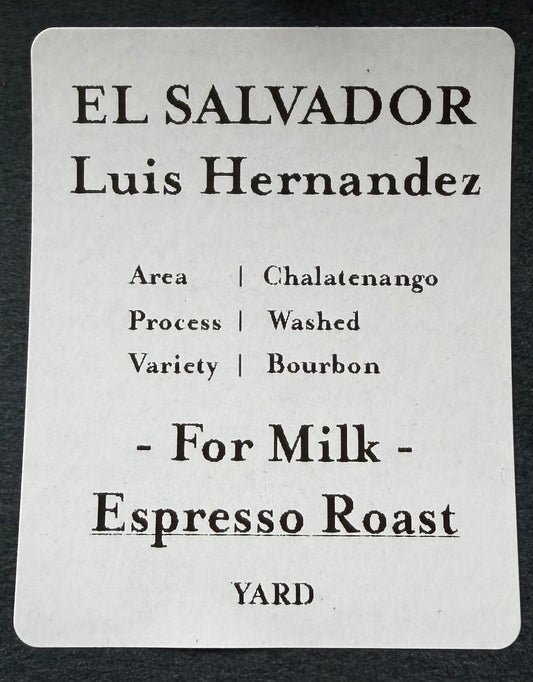 EL SALVADOR
Luis Hernandez
Area | Chalatenango
Process | Washed
Variety | Bourbon
- For Milk -
Espresso Roast
YARD